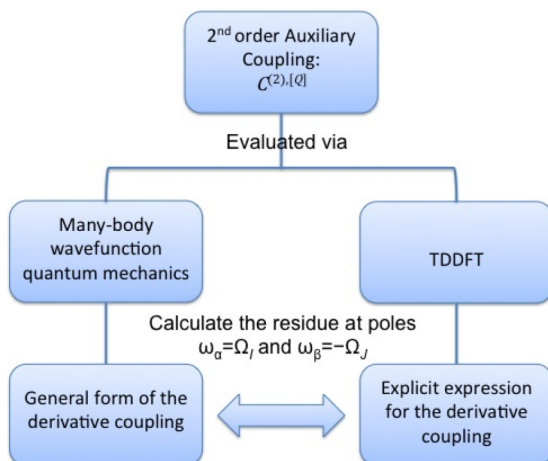 2nd order Auxiliary
Coupling:
C(2),[Q]
Evaluated via
Many-body
wavefunction
quantum mechanics
TDDFT
Calculate the residue at poles
ωα=ΩI and ωβ=−ΩJ
General form of the
derivative coupling
Explicit expression
for the derivative
coupling